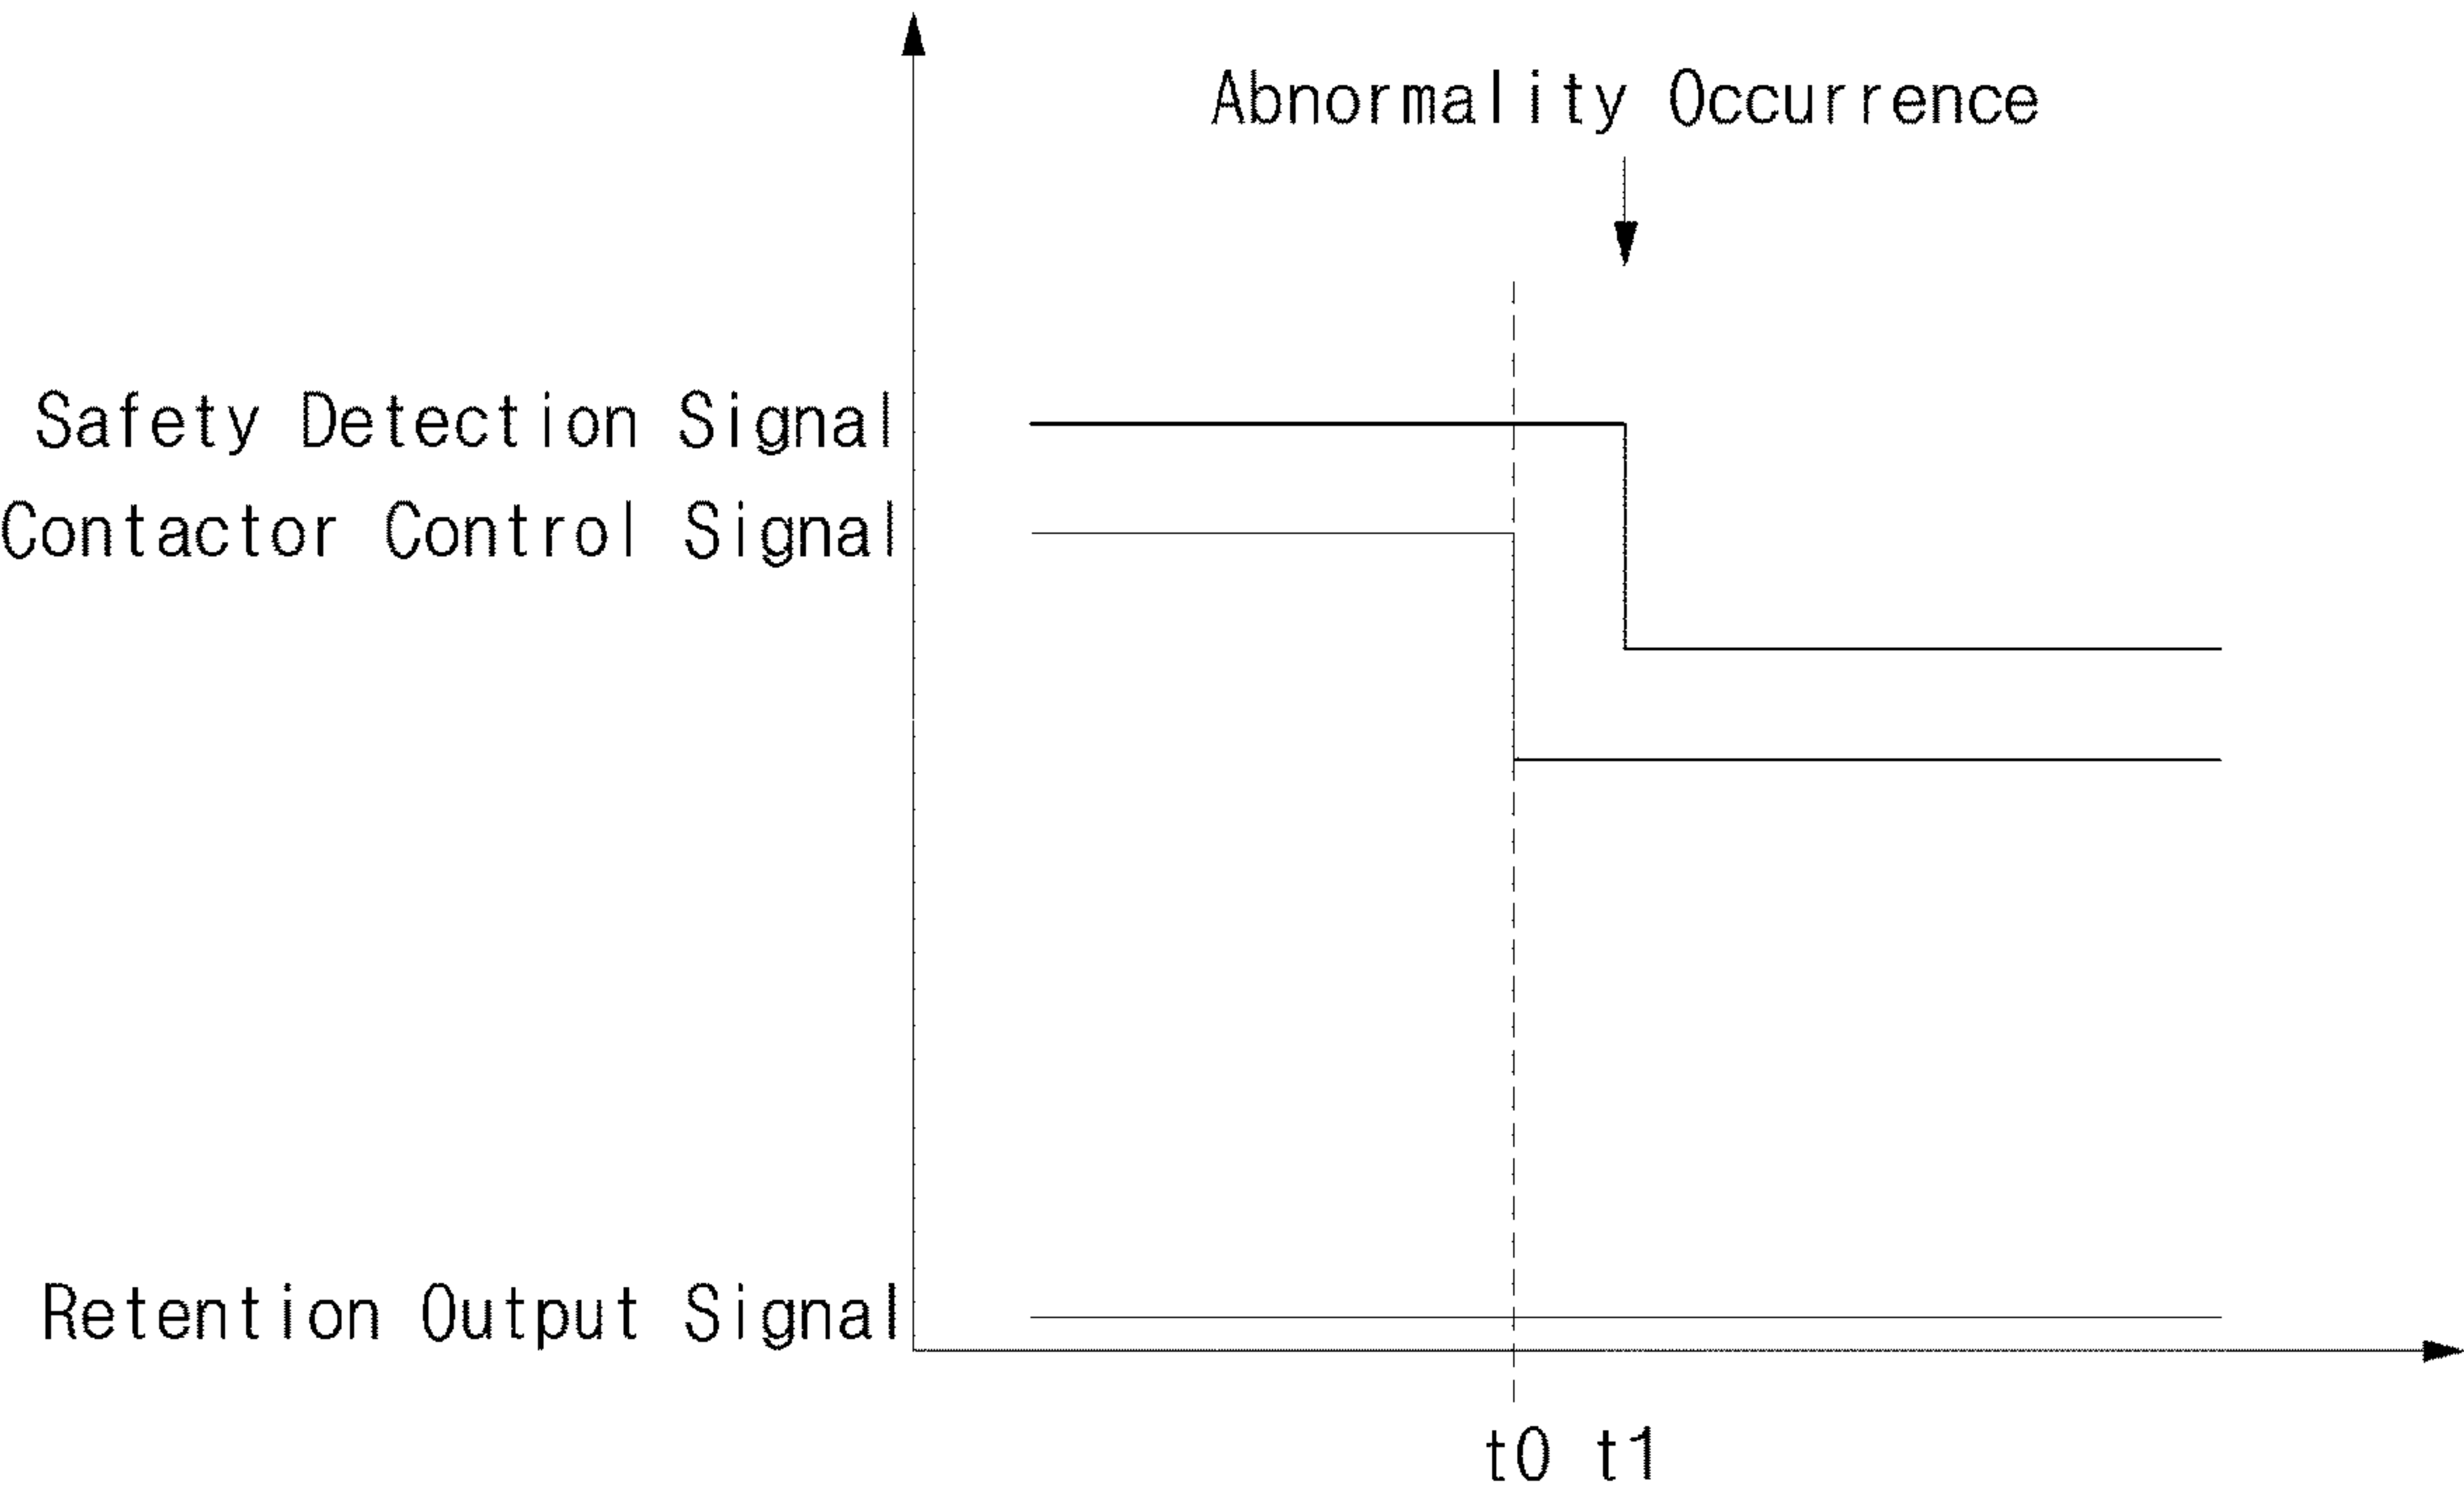 Abnormality Occurrence
Safety Detection Signal
Contactor Control Signal
Retention Output Signal
t0 t1